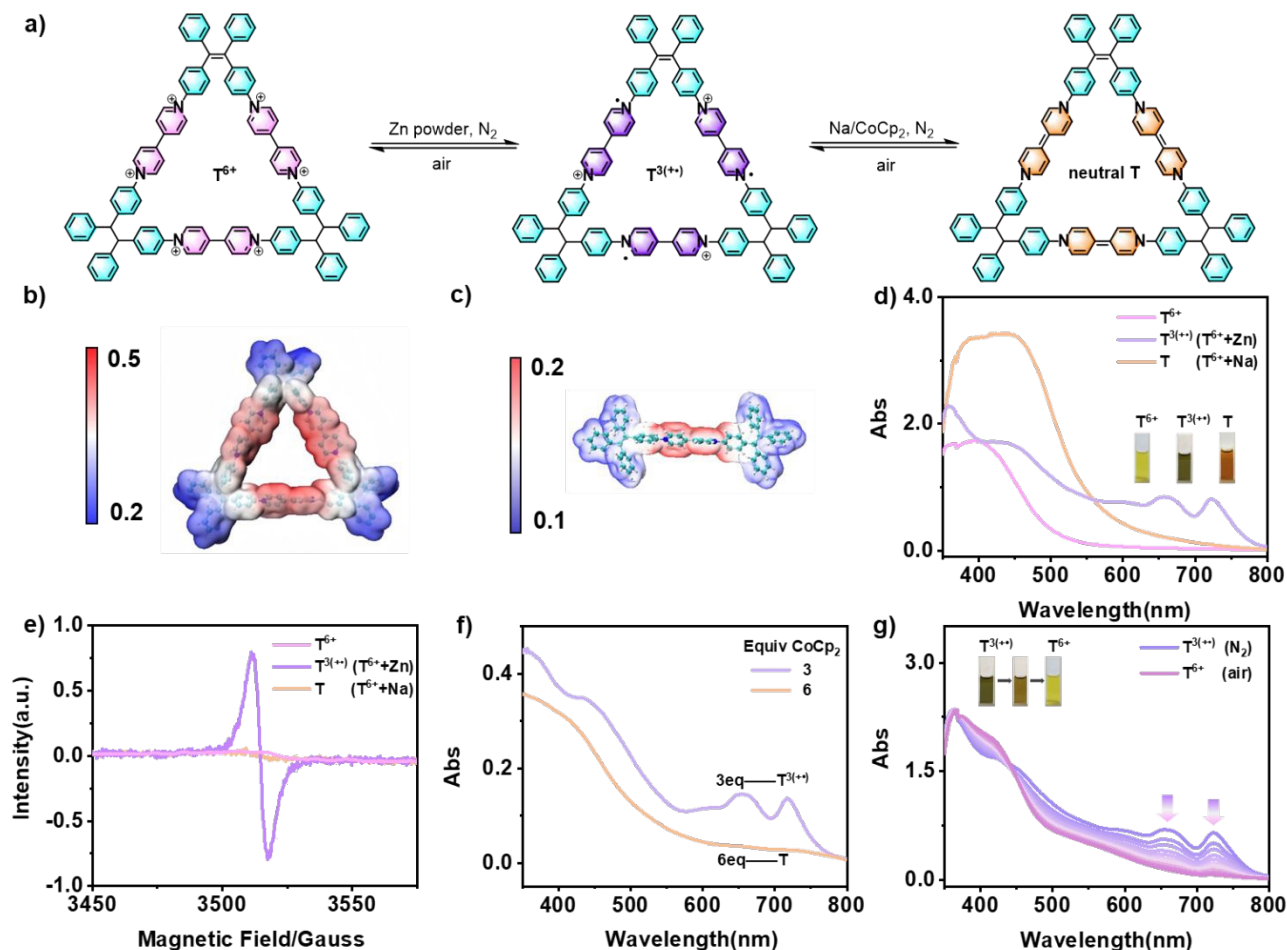 a)
N
⊕
N
⊕
N
⊕
N
⊕
N
⊕
N
⊕
T6+
Zn powder, N2
air
N
•
N
⊕
N
⊕
N
•
N
•
N
⊕
T3(+•)
Na/CoCp2, N2
air
N
N
N
N
N
N
neutral T
b)
0.5
0.2
c)
0.2
0.1
d)
4.0
2.0
0.0
Abs
T6+
T3(+•) (T6++Zn)
T (T6++Na)
T6+ T3(+•) T
400 500 600 700 800
Wavelength(nm)
e)
1.0
0.5
0.0
-0.5
-1.0
Intensity(a.u.)
T6+
T3(+•) (T6++Zn)
T (T6++Na)
3450 3500 3550
Magnetic Field/Gauss
f)
0.4
0.2
0.0
Abs
Equiv CoCp2
3
6
3eq——T3(+•)
6eq——T
400 500 600 700 800
Wavelength(nm)
g)
3.0
1.5
0.0
Abs
T3(+•) T6+
T3(+•) (N2)
T6+ (air)
400 500 600 700 800
Wavelength(nm)